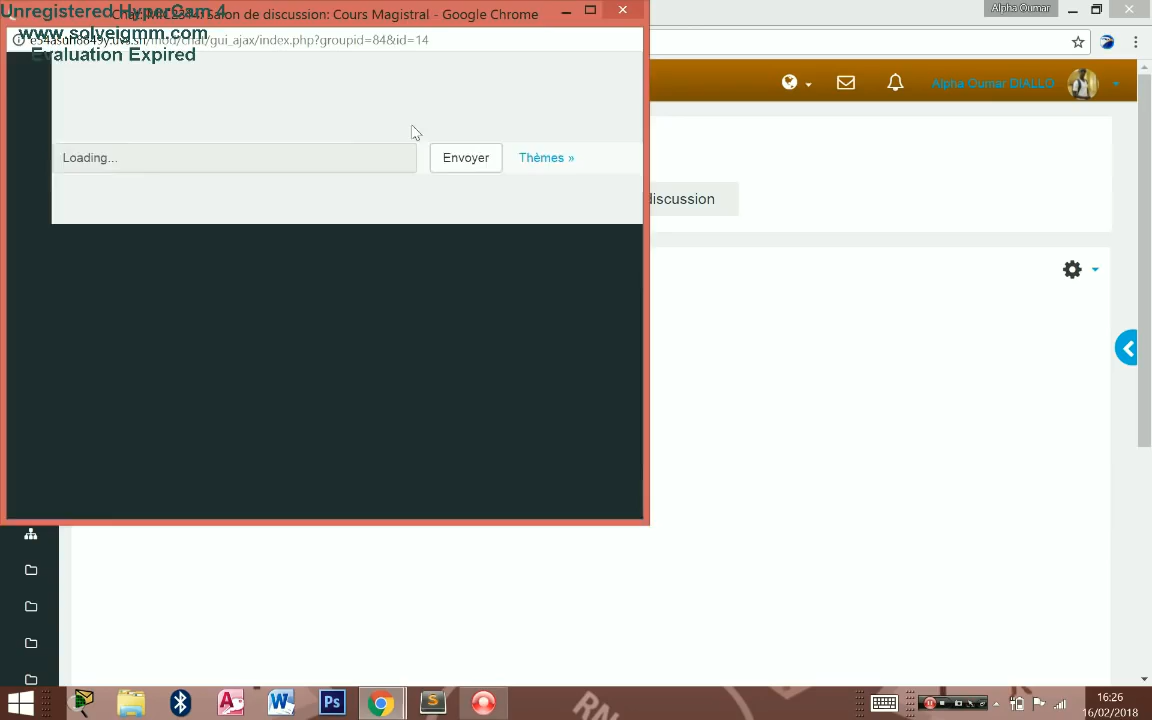 Unregistered HyperCam 4
www.solveigmm.com
Evaluation Expired
Salon de discussion: Cours Magistral - Google Chrome
/mod/chat/gui_ajax/index.php?groupid=84&id=14
Loading...
Envoyer
Thèmes »
Alpha Oumar
Alpha Oumar DIALLO
discussion
16:26
16/02/2018